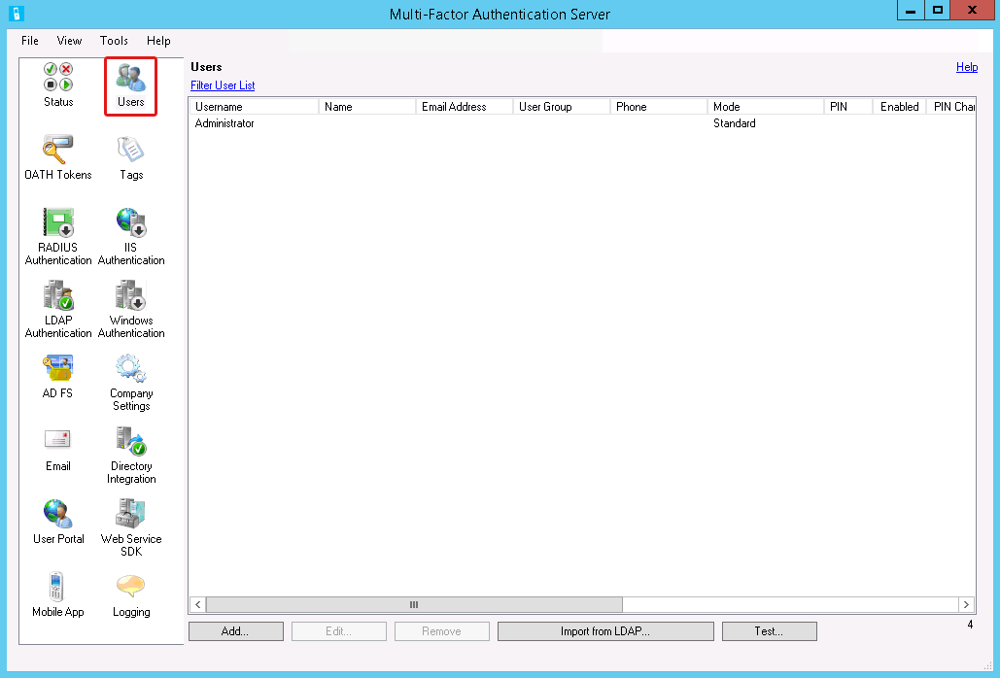 Multi-Factor Authentication Server
File View Tools Help
Status
Users
OATH Tokens
Tags
RADIUS
Authentication
IIS
Authentication
LDAP
Authentication
Windows
Authentication
AD FS
Company
Settings
Email
Directory
Integration
User Portal
Web Service
SDK
Mobile App
Logging
Users
Help
Filter User List
Username Name Email Address User Group Phone Mode PIN Enabled PIN Char
Administrator Standard
Add... Edit... Remove Import from LDAP... Test...
4